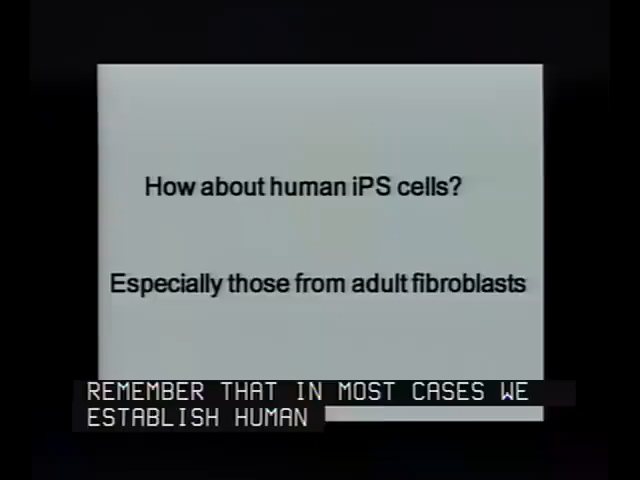 How about human iPS cells?
Especially those from adult fibroblasts
REMEMBER THAT IN MOST CASES WE
ESTABLISH HUMAN